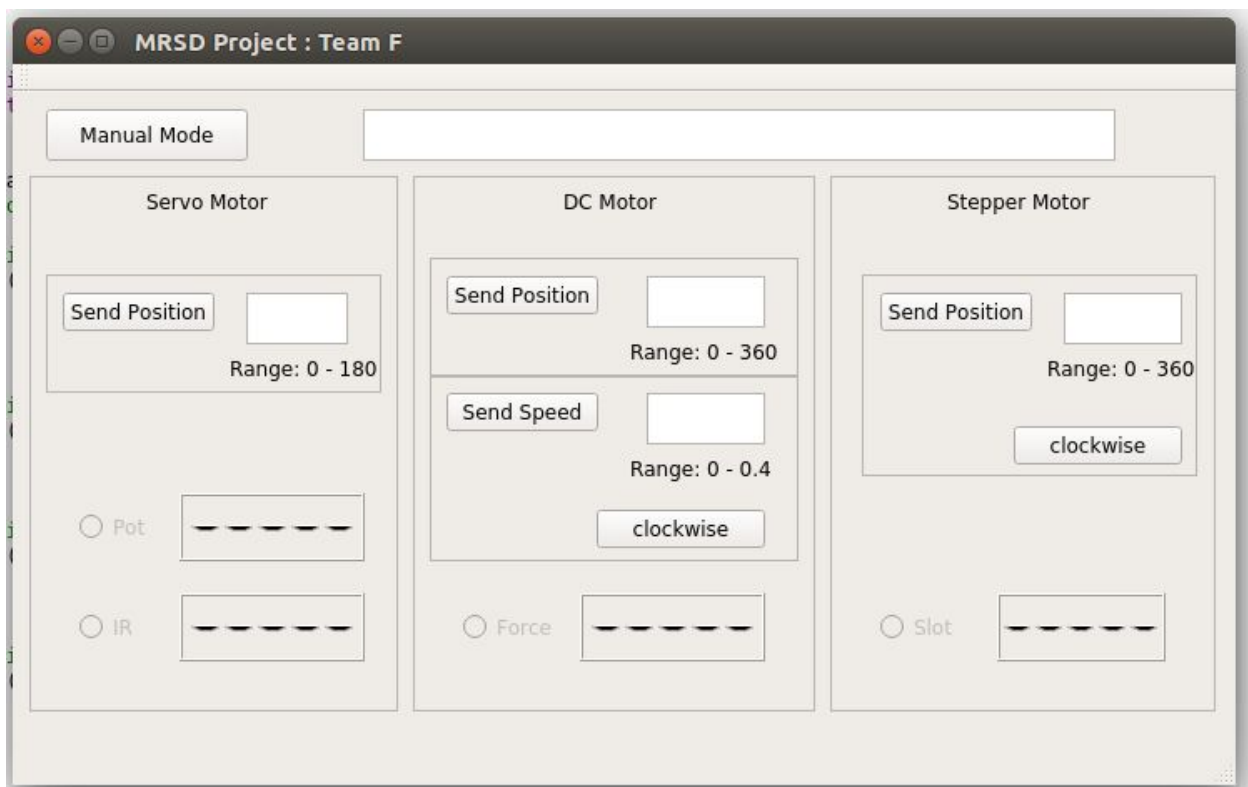 MRSD Project : Team F
Manual Mode
Servo Motor
Send Position
Range: 0 - 180
Pot
-----
IR
-----
DC Motor
Send Position
Range: 0 - 360
Send Speed
Range: 0 - 0.4
clockwise
Force
-----
Stepper Motor
Send Position
Range: 0 - 360
clockwise
Slot
-----